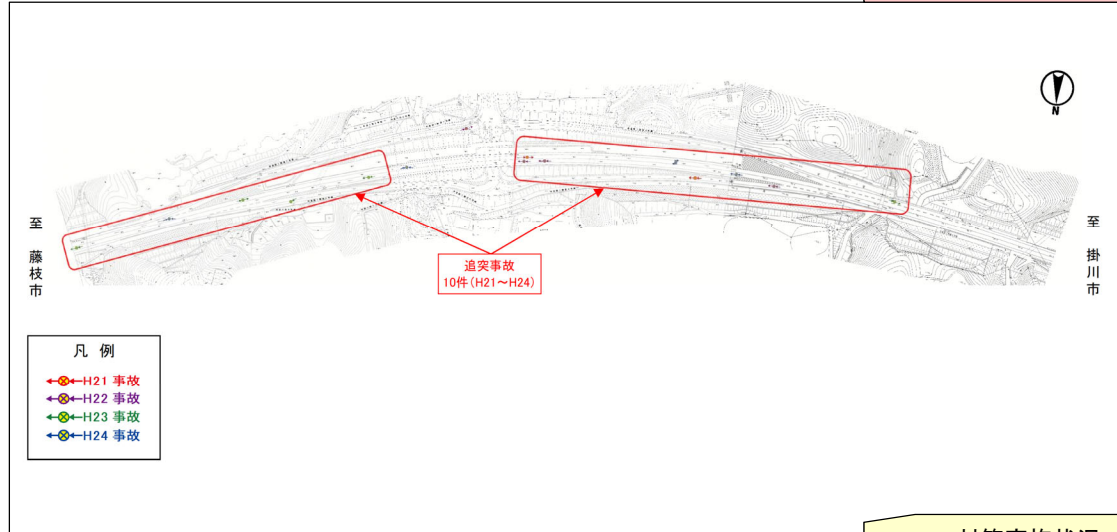 N
至
藤
枝
市
至
掛
川
市
追突事故
10件(H21～H24)
凡 例
H21 事故
H22 事故
H23 事故
H24 事故